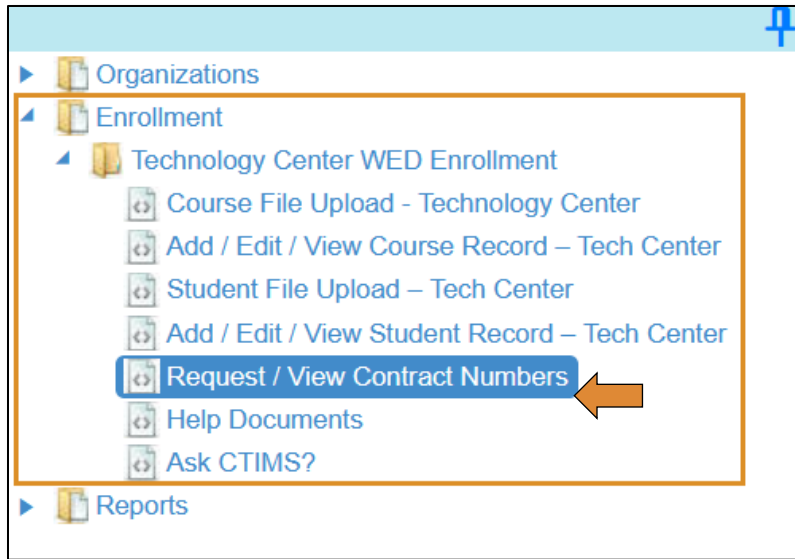 Organizations
Enrollment
Technology Center WED Enrollment
Course File Upload - Technology Center
Add / Edit / View Course Record – Tech Center
Student File Upload – Tech Center
Add / Edit / View Student Record – Tech Center
Request / View Contract Numbers
Help Documents
Ask CTIMS?
Reports